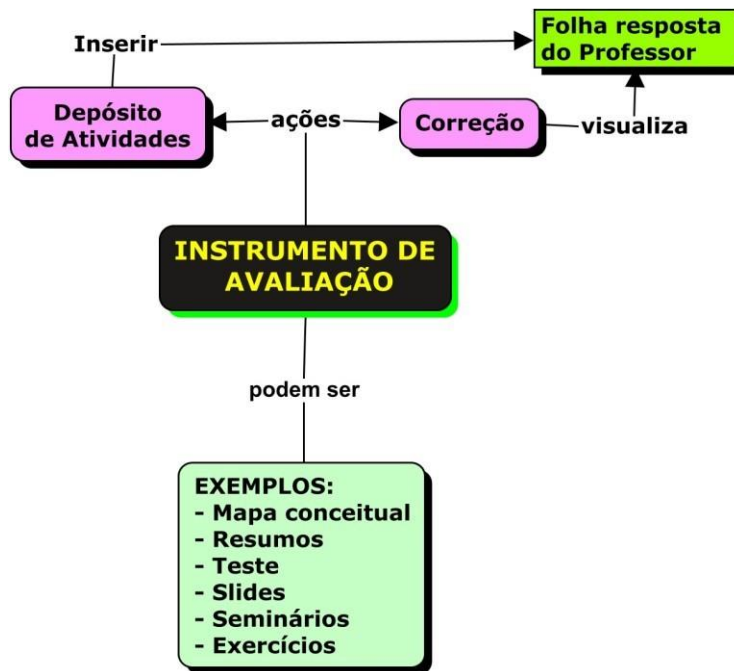 Inserir
Folha resposta
do Professor
Depósito
de Atividades
ações
Correção
visualiza
INSTRUMENTO DE
AVALIAÇÃO
podem ser
EXEMPLOS:
- Mapa conceitual
- Resumos
- Teste
- Slides
- Seminários
- Exercícios